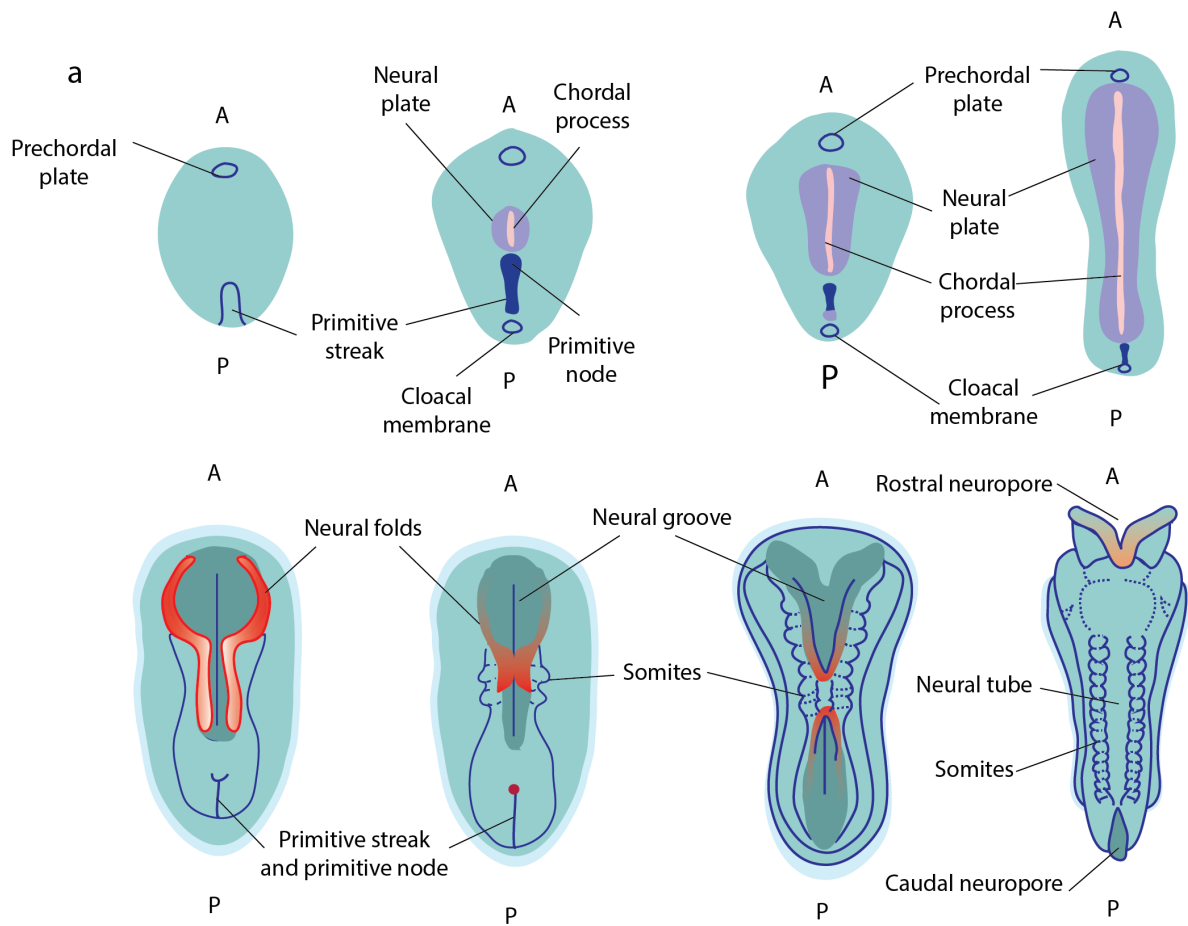 a
A
Prechordal
plate
P
Neural
plate
A
Chordal
process
Primitive
streak
Primitive
node
Cloacal
membrane
P
A
Prechordal
plate
A
Neural
plate
Chordal
process
P
Cloacal
membrane
P
A
Neural folds
Primitive streak
and primitive node
P
A
Neural groove
Somites
P
A
P
Rostral neuropore
A
Neural tube
Somites
Caudal neuropore
P